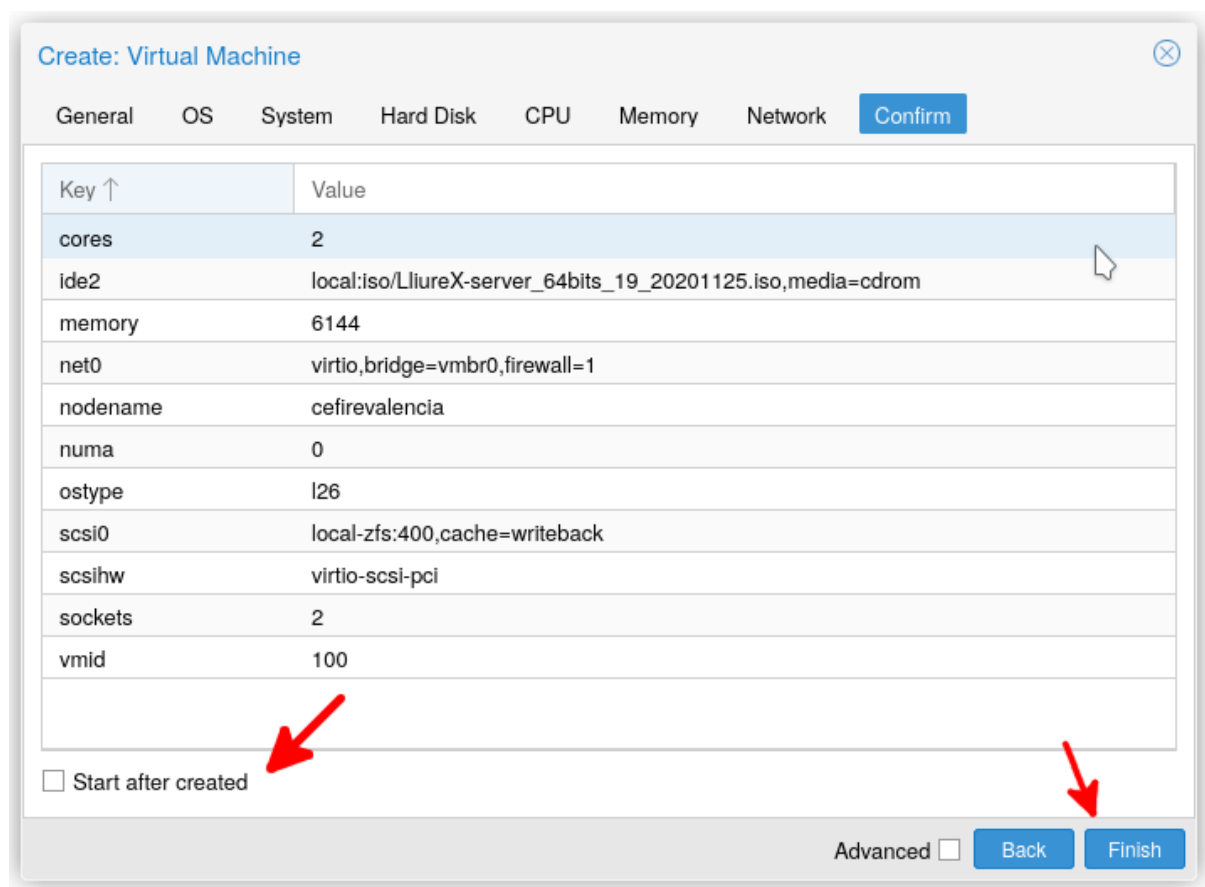 Create: Virtual Machine
General OS System Hard Disk CPU Memory Network Confirm
Key Value
cores 2
ide2 local:iso/LliureX-server_64bits_19_20201125.iso,media=cdrom
memory 6144
net0 virtio,bridge=vmbr0,firewall=1
nodename cefirevalencia
numa 0
ostype l26
scsi0 local-zfs:400,cache=writeback
scsihw virtio-scsi-pci
sockets 2
vmid 100
Start after created
Advanced Back Finish